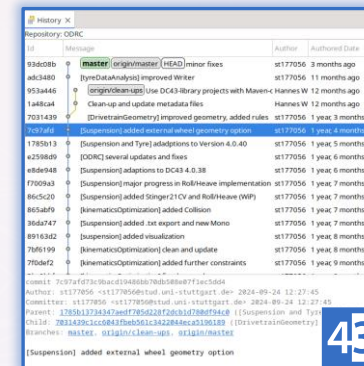 History ×
Repository: ODRC
Id Message Author Authored Date
93dc08b master origin/master HEAD minor fixes st177056 3 months ago
adc3480 [tyreDataAnalysis] improved Writer st177056 11 months ago
953a446 origin/clean-ups Use DC43-library projects with Maven-c Hannes W 12 months ago
1a48ca4 Clean-up and update metadata files Hannes W 12 months ago
7031439 [DrivetrainGeometry] improved geometry, added rules st177056 1 year, 3 months
7c97afd [Suspension] added external wheel geometry option st177056 1 year, 4 months
1785b13 [Suspension and Tyre] adadptions to Version 4.0.40 st177056 1 year, 5 months
e2598d9 [ODRC] several updates and fixes st177056 1 year, 6 months
e8de948 [Suspension] adaptions to DC43 4.0.38 st177056 1 year, 6 months
f7009a3 [Suspension] major progress in Roll/Heave implementation st177056 1 year, 7 months
86c5c20 [Suspension] added Stinger21CV and Roll/Heave (WiP) st177056 1 year, 7 months
865abf9 [kinematicsOptimization] added Collision st177056 1 year, 7 months
36da747 [Suspension] added .txt export and new Mono st177056 1 year, 7 months
89163d2 [Suspension] added visualization st177056 1 year, 8 months
7bf6199 [kinematicsOptimization] clean and update st177056 1 year, 8 months
7f0def2 [kinematicsOptimization] added further constraints st177056 1 year, 9 months
commit 7c97afd73c9bacd19486bb70db508e07f1ec5dd4
Author: st177056 <st177056@stud.uni-stuttgart.de> 2024-09-24 12:27:45
Committer: st177056 <st177056@stud.uni-stuttgart.de> 2024-09-24 12:27:45
Parent: 1785b13734347aedf705d228f2dcb1d780df94c0 ([Suspension and Tyre
Child: 7031439c1cc6043fbeb561c3422044eca5196189 ([DrivetrainGeometry]
Branches: master, origin/clean-ups, origin/master
[Suspension] added external wheel geometry option
43